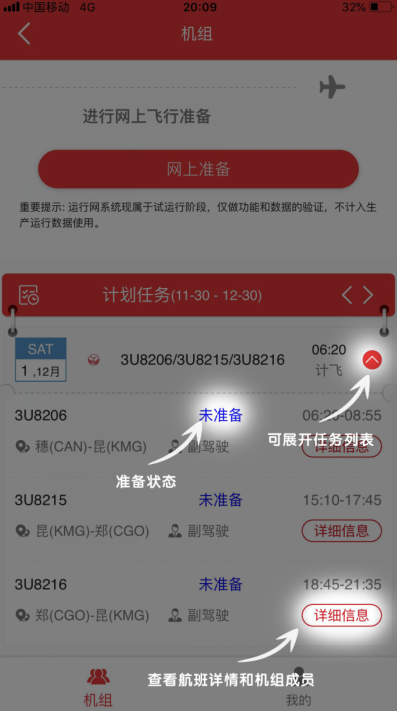 中国移动 4G 20:09 32%
机组
进行网上飞行准备
网上准备
重要提示: 运行网系统现属于试运行阶段，仅做功能和数据的验证，不计入生
产运行数据使用。
计划任务(11-30 - 12-30)
SAT
1 ,12月
3U8206/3U8215/3U8216
06:20
计飞
3U8206 未准备 06:20-08:55
可展开任务列表
穗(CAN)-昆(KMG) 副驾驶 详细信息
准备状态
3U8215 未准备 15:10-17:45
昆(KMG)-郑(CGO) 副驾驶 详细信息
3U8216 未准备 18:45-21:35
郑(CGO)-昆(KMG) 副驾驶 详细信息
查看航班详情和机组成员
机组 我的